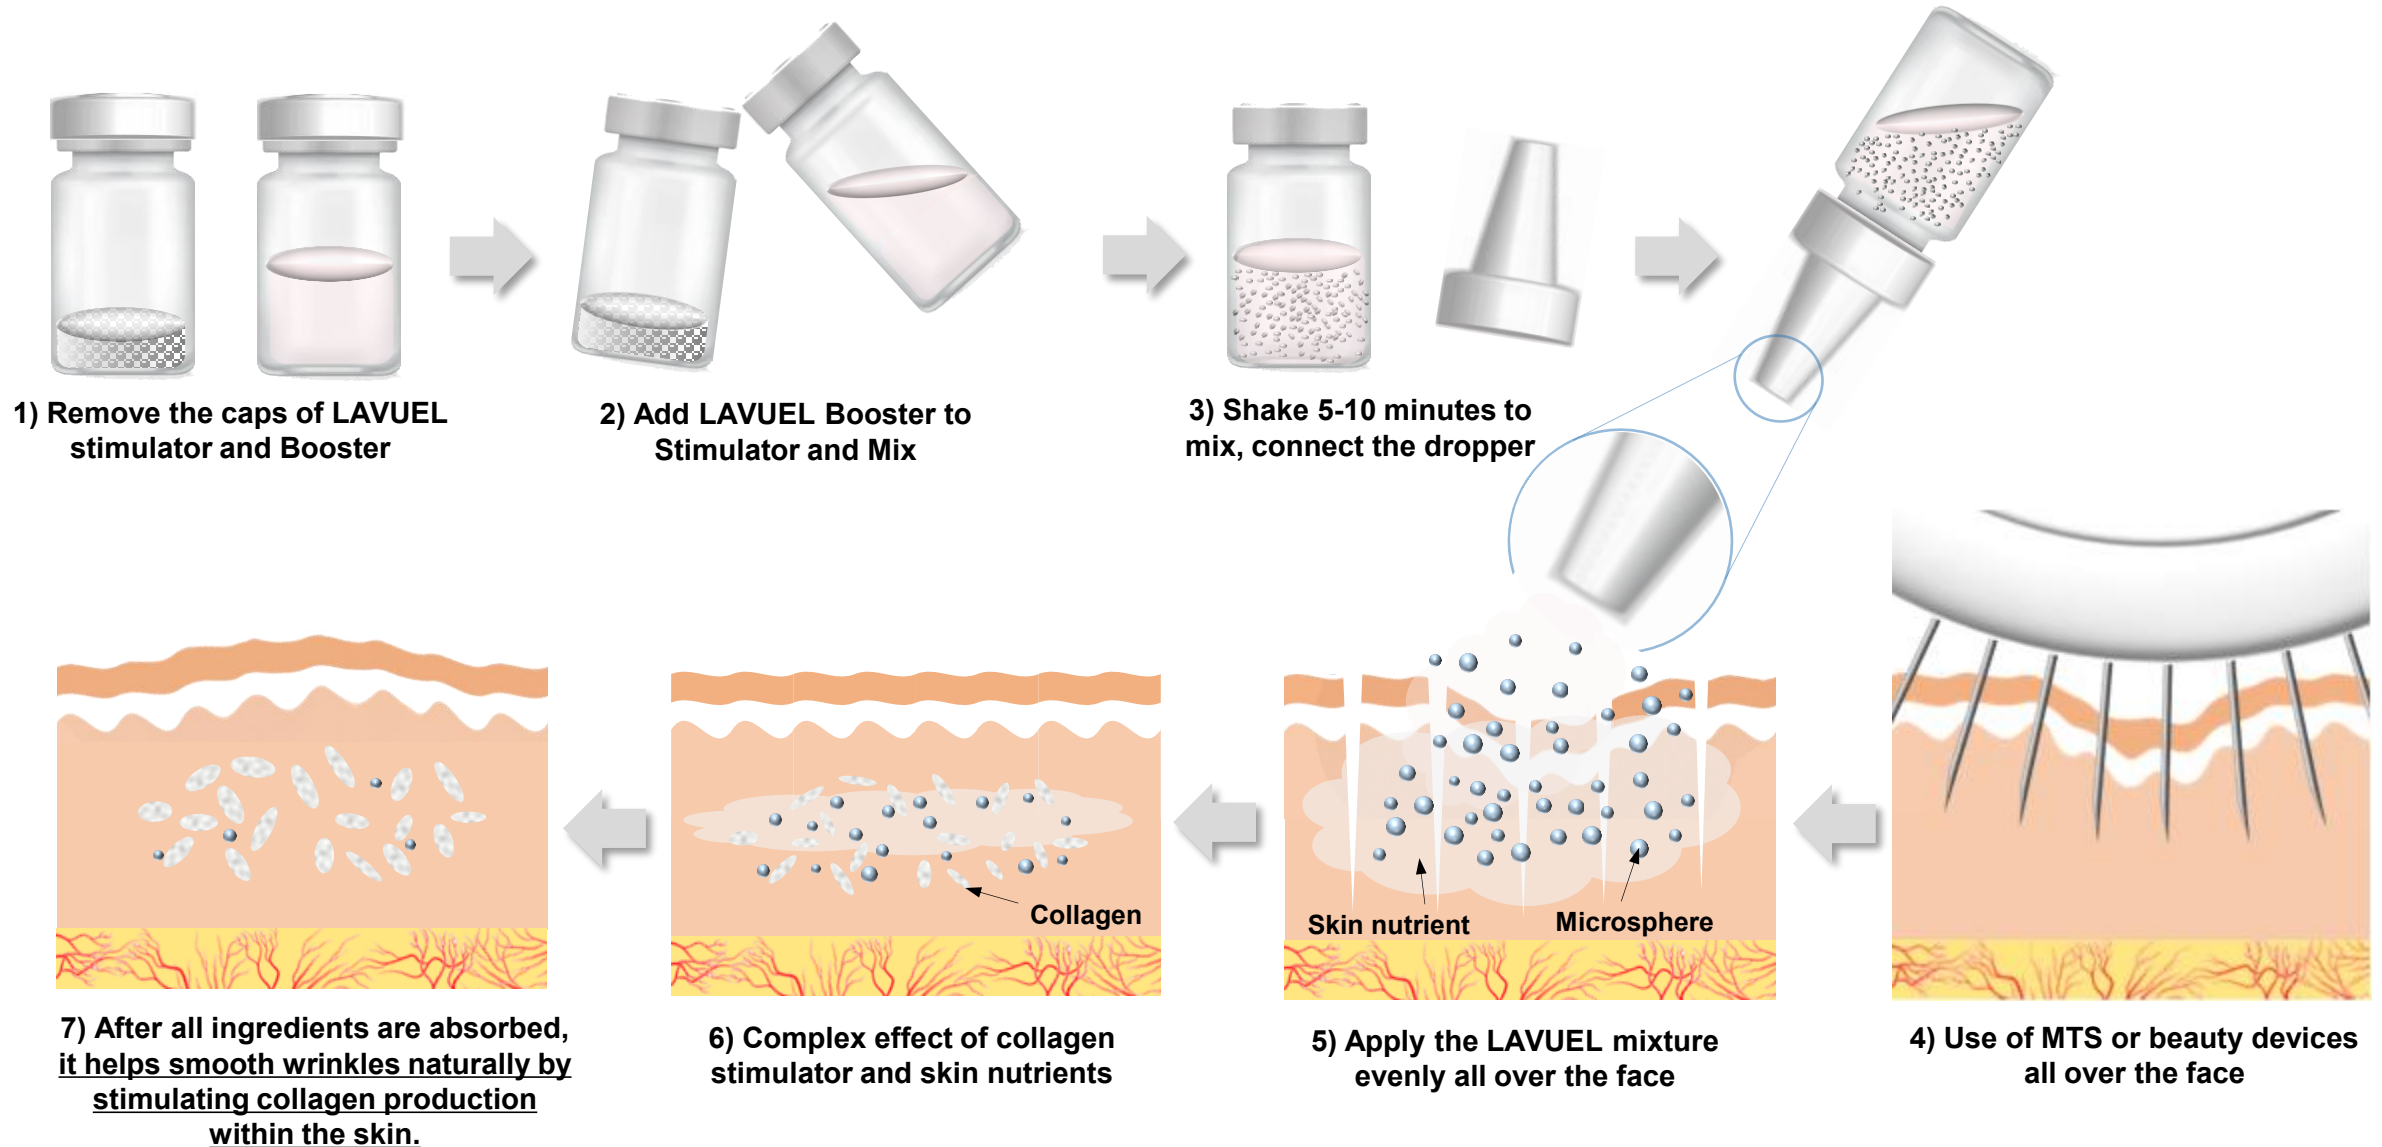 1) Remove the caps of LAVUEL
stimulator and Booster
2) Add LAVUEL Booster to
Stimulator and Mix
3) Shake 5-10 minutes to
mix, connect the dropper
4) Use of MTS or beauty devices
all over the face
Skin nutrient
Microsphere
5) Apply the LAVUEL mixture
evenly all over the face
Collagen
6) Complex effect of collagen
stimulator and skin nutrients
7) After all ingredients are absorbed,
it helps smooth wrinkles naturally by
stimulating collagen production
within the skin.